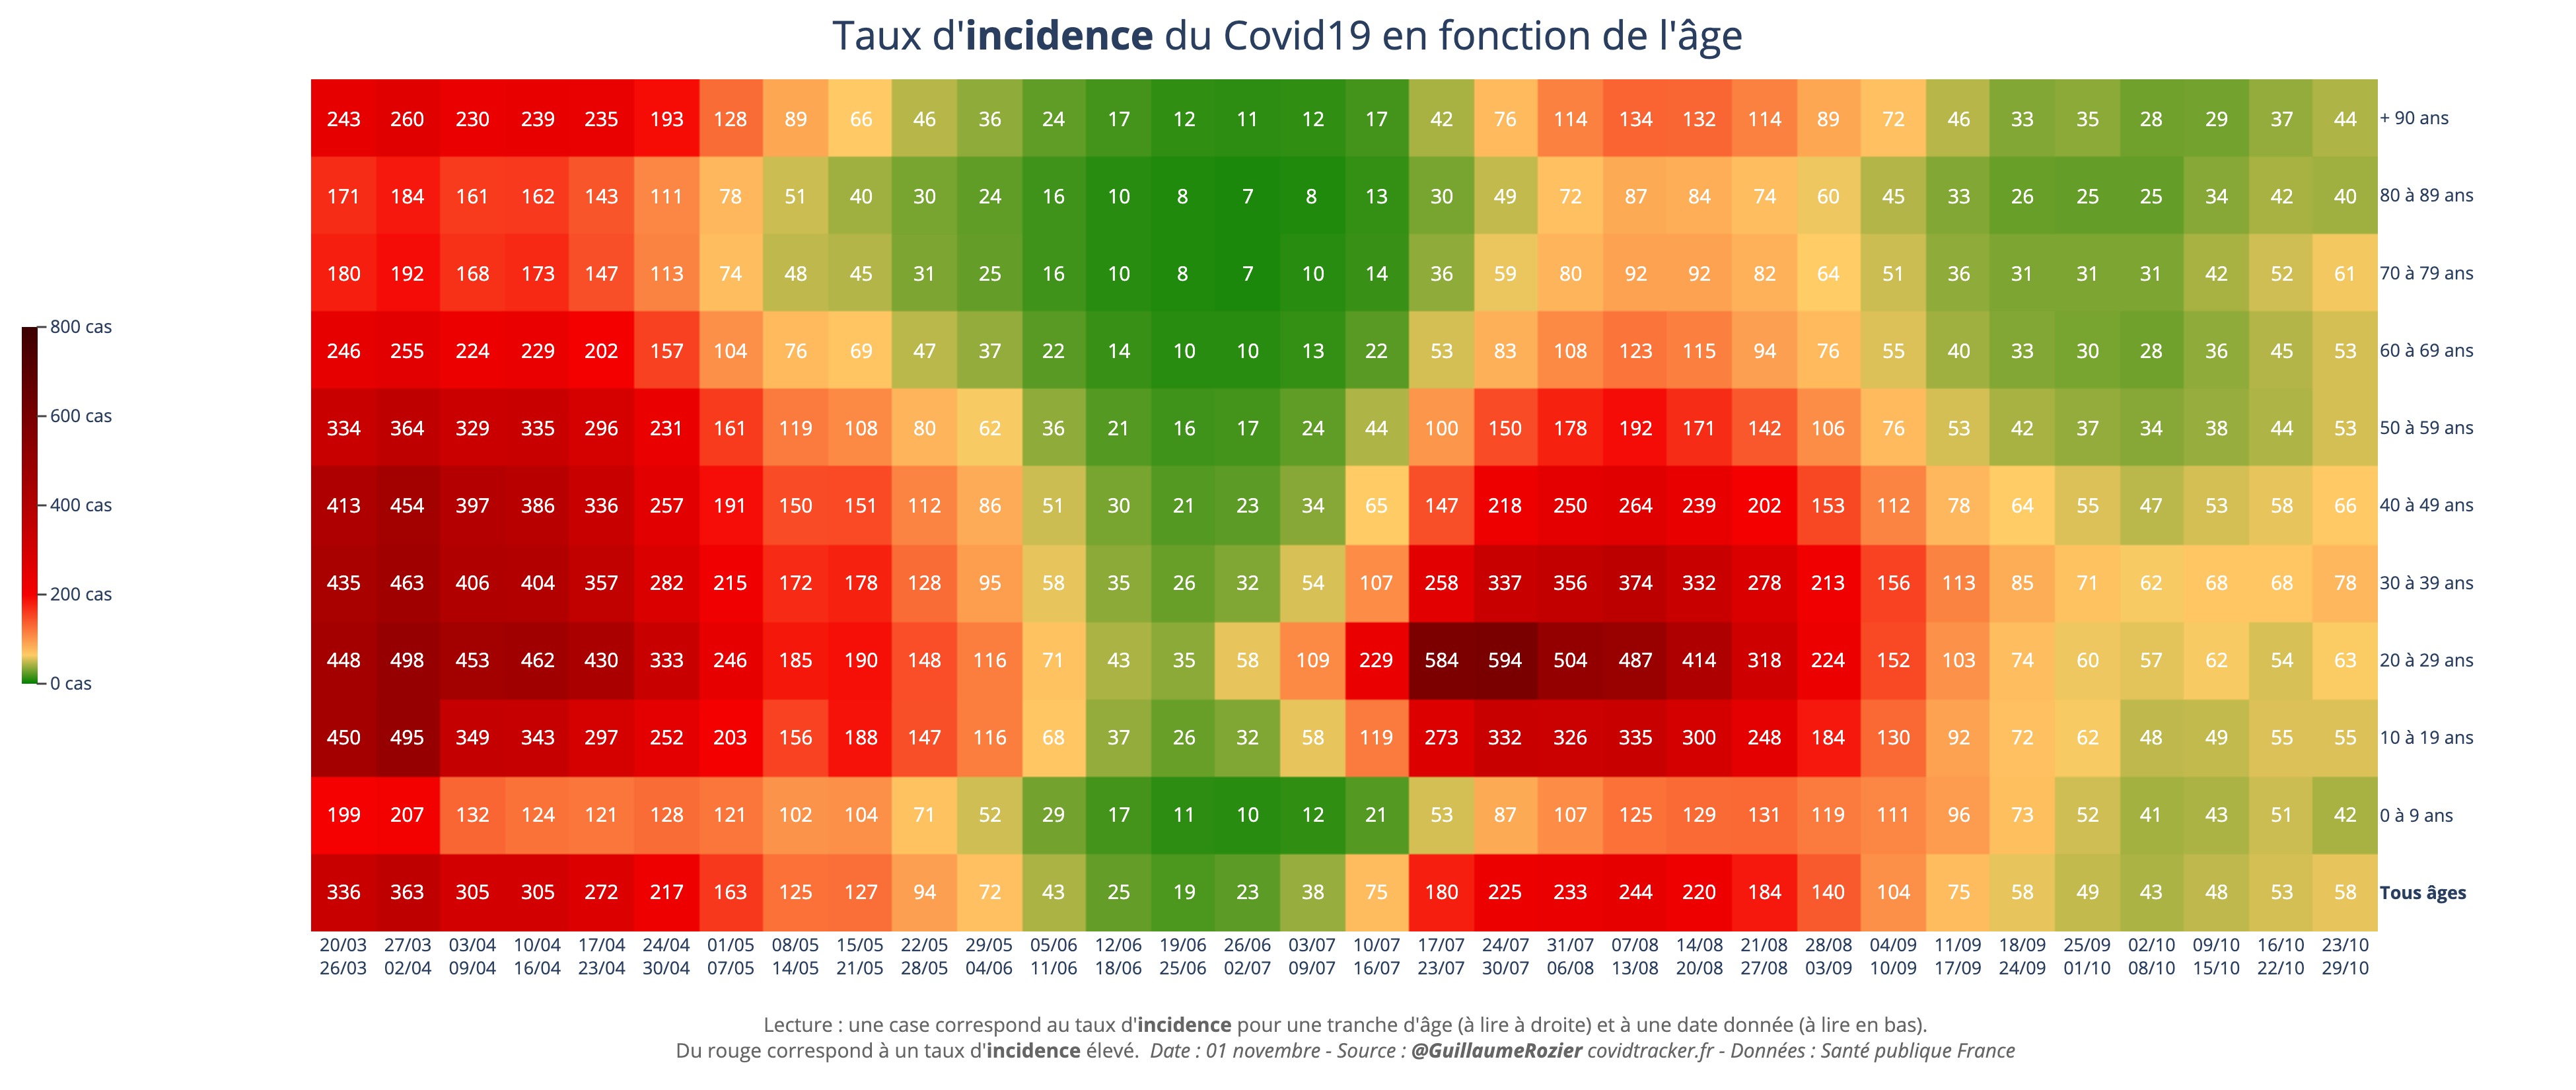 Taux d'incidence du Covid19 en fonction de l'âge
243 260 230 239 235 193 128 89 66 46 36 24 17 12 11 12 17 42 76 114 134 132 114 89 72 46 33 35 28 29 37 44 + 90 ans
171 184 161 162 143 111 78 51 40 30 24 16 10 8 7 8 13 30 49 72 87 84 74 60 45 33 26 25 25 34 42 40 80 à 89 ans
180 192 168 173 147 113 74 48 45 31 25 16 10 8 7 10 14 36 59 80 92 92 82 64 51 36 31 31 31 42 52 61 70 à 79 ans
800 cas
246 255 224 229 202 157 104 76 69 47 37 22 14 10 10 13 22 53 83 108 123 115 94 76 55 40 33 30 28 36 45 53 60 à 69 ans
600 cas
334 364 329 335 296 231 161 119 108 80 62 36 21 16 17 24 44 100 150 178 192 171 142 106 76 53 42 37 34 38 44 53 50 à 59 ans
400 cas
413 454 397 386 336 257 191 150 151 112 86 51 30 21 23 34 65 147 218 250 264 239 202 153 112 78 64 55 47 53 58 66 40 à 49 ans
200 cas
435 463 406 404 357 282 215 172 178 128 95 58 35 26 32 54 107 258 337 356 374 332 278 213 156 113 85 71 62 68 68 78 30 à 39 ans
0 cas
448 498 453 462 430 333 246 185 190 148 116 71 43 35 58 109 229 584 594 504 487 414 318 224 152 103 74 60 57 62 54 63 20 à 29 ans
450 495 349 343 297 252 203 156 188 147 116 68 37 26 32 58 119 273 332 326 335 300 248 184 130 92 72 62 48 49 55 55 10 à 19 ans
199 207 132 124 121 128 121 102 104 71 52 29 17 11 10 12 21 53 87 107 125 129 131 119 111 96 73 52 41 43 51 42 0 à 9 ans
336 363 305 305 272 217 163 125 127 94 72 43 25 19 23 38 75 180 225 233 244 220 184 140 104 75 58 49 43 48 53 58 Tous âges
20/03 27/03 03/04 10/04 17/04 24/04 01/05 08/05 15/05 22/05 29/05 05/06 12/06 19/06 26/06 03/07 10/07 17/07 24/07 31/07 07/08 14/08 21/08 28/08 04/09 11/09 18/09 25/09 02/10 09/10 16/10 23/10
26/03 02/04 09/04 16/04 23/04 30/04 07/05 14/05 21/05 28/05 04/06 11/06 18/06 25/06 02/07 09/07 16/07 23/07 30/07 06/08 13/08 20/08 27/08 03/09 10/09 17/09 24/09 01/10 08/10 15/10 22/10 29/10
Lecture : une case correspond au taux d'incidence pour une tranche d'âge (à lire à droite) et à une date donnée (à lire en bas).
Du rouge correspond à un taux d'incidence élevé. Date : 01 novembre - Source : @GuillaumeRozier covidtracker.fr - Données : Santé publique France